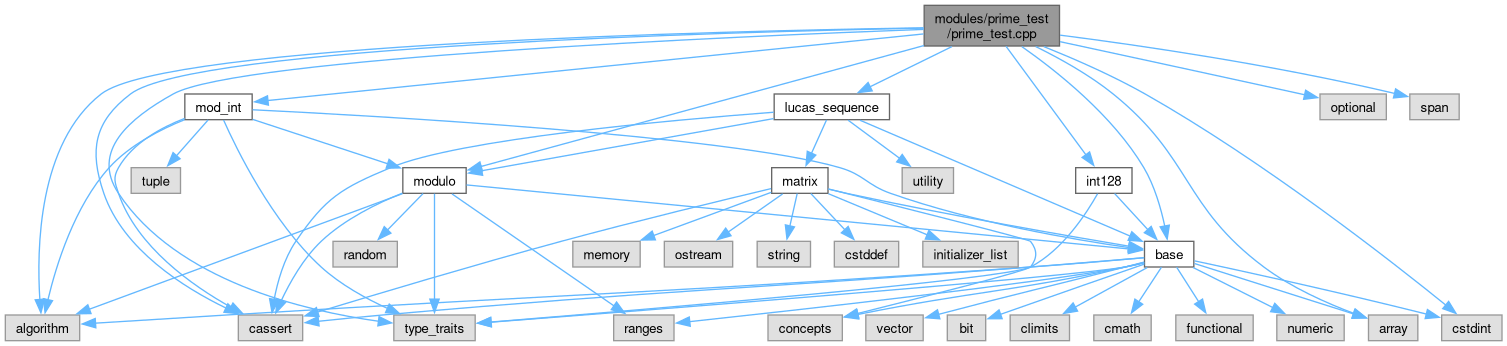 modules/prime_test
/prime_test.cpp
mod_int
lucas_sequence
optional
span
tuple
modulo
matrix
utility
int128
random
memory
ostream
string
cstddef
initializer_list
base
algorithm
cassert
type_traits
ranges
concepts
vector
bit
climits
cmath
functional
numeric
array
cstdint